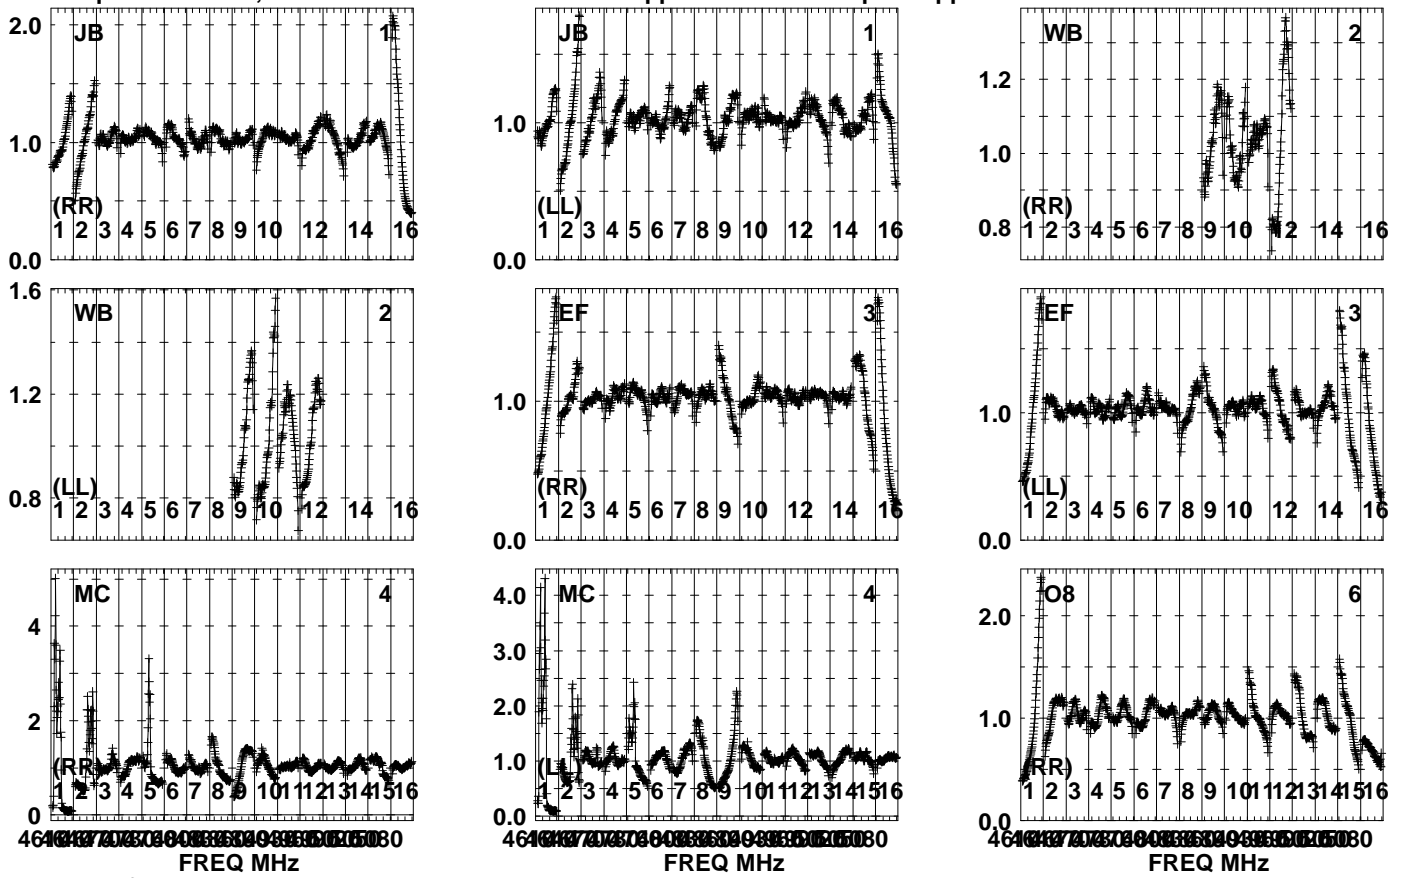 JB 1
2.0
1.0
0.0
(RR)
1 2 3 4 5 6 7 8 9 10 12 14 16
JB 1
1.0
0.0
(LL)
1 2 3 4 5 6 7 8 9 10 12 14 16
WB 2
1.2
1.0
0.8
(RR)
1 2 3 4 5 6 7 8 9 10 12 14 16
WB 2
1.6
1.2
0.8
(LL)
1 2 3 4 5 6 7 8 9 10 12 14 16
EF 3
1.0
0.0
(RR)
1 2 3 4 5 6 7 8 9 10 12 14 16
EF 3
1.0
0.0
(LL)
1 2 3 4 5 6 7 8 9 10 12 14 16
MC 4
4
2
0
(RR)
1 2 3 4 5 6 7 8 9 10 11 12 13 14 15 16
FREQ MHz
MC 4
4.0
3.0
2.0
1.0
0.0
(LL)
1 2 3 4 5 6 7 8 9 10 11 12 13 14 15 16
FREQ MHz
O8 6
2.0
1.0
0.0
(RR)
1 2 3 4 5 6 7 8 9 10 11 11 12 13 14 15 16
FREQ MHz